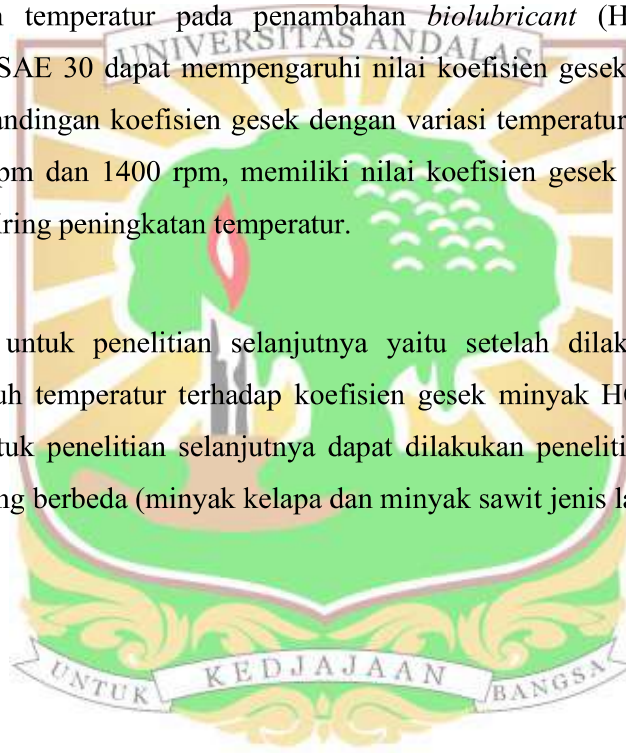 temperatur pada penambahan biolubricant (H
UNIVERSITAS ANDALAS
SAE 30 dapat mempengaruhi nilai koefisien gesek
andingan koefisien gesek dengan variasi temperatur
pm dan 1400 rpm, memiliki nilai koefisien gesek
iring peningkatan temperatur.
untuk penelitian selanjutnya yaitu setelah dilak
uh temperatur terhadap koefisien gesek minyak HC
tuk penelitian selanjutnya dapat dilakukan peneliti
ng berbeda (minyak kelapa dan minyak sawit jenis la
UNTUK KEDJAJAAN BANGSA